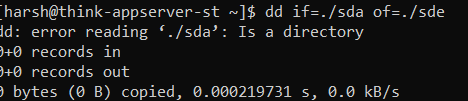 [harsh@think-appserver-st ~]$ dd if=./sda of=./sde
dd: error reading ‘./sda’: Is a directory
0+0 records in
0+0 records out
0 bytes (0 B) copied, 0.000219731 s, 0.0 kB/s